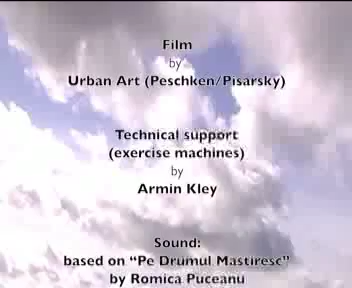 Film
by
Urban Art (Peschken/Pisarsky)
Technical support
(exercise machines)
by
Armin Kley
Sound:
based on “Pe Drumul Mastiresc”
by Romica Puceanu